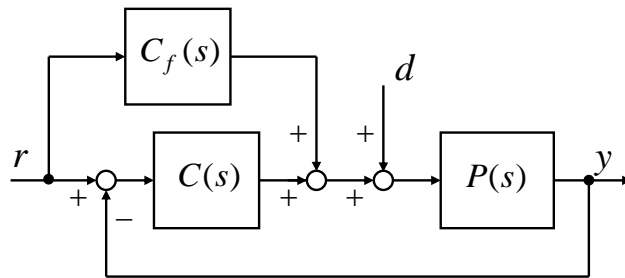 C_f(s)
d
+ +
r C(s) P(s) y
+ − + +